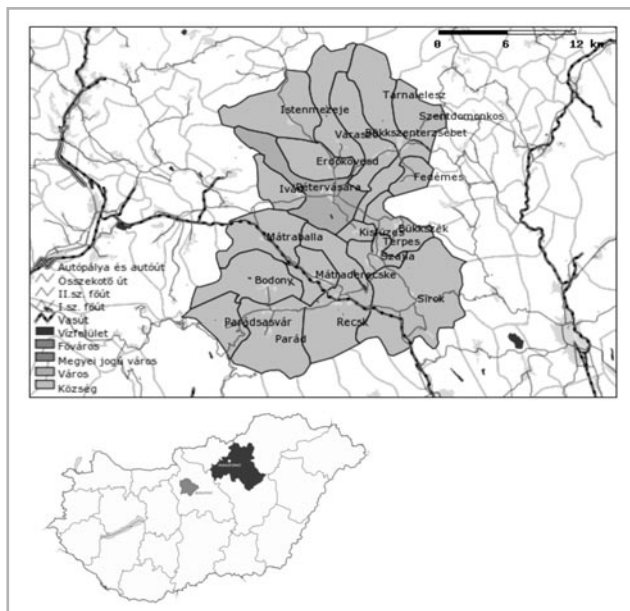 0 6 12 km
Tarnalelesz
Istenmezeje
Szentdomonkos
Váraszó
Bükkszenterzsébet
Erdőkövesd
Fedémes
Ivád
Pétervására
Kisfüzes
Bükkszék
Mátraballa
Terpes
Szajla
Autópálya és autóút
Mátraderecske
Összekötő út
Bodony
II.sz. főút
Sirok
I.sz. főút
Vasút
Parádsasvár
Recsk
Vízfelület
Főváros
Parád
Megyei jogú város
Város
Község